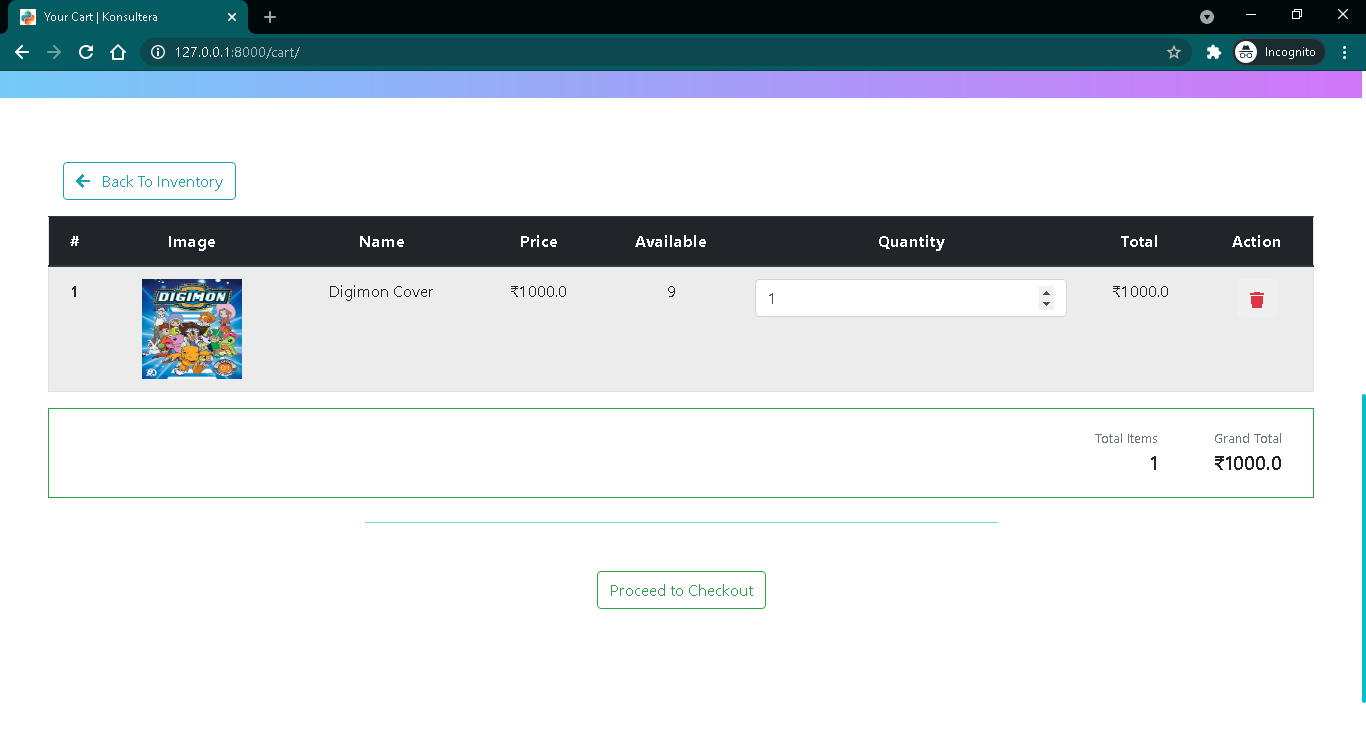 Your Cart | Konsultera
127.0.0.1:8000/cart/
Incognito
Back To Inventory
# Image Name Price Available Quantity Total Action
1 DIGIMON Digimon Cover ₹1000.0 9 1 ₹1000.0
Total Items Grand Total
1 ₹1000.0
Proceed to Checkout